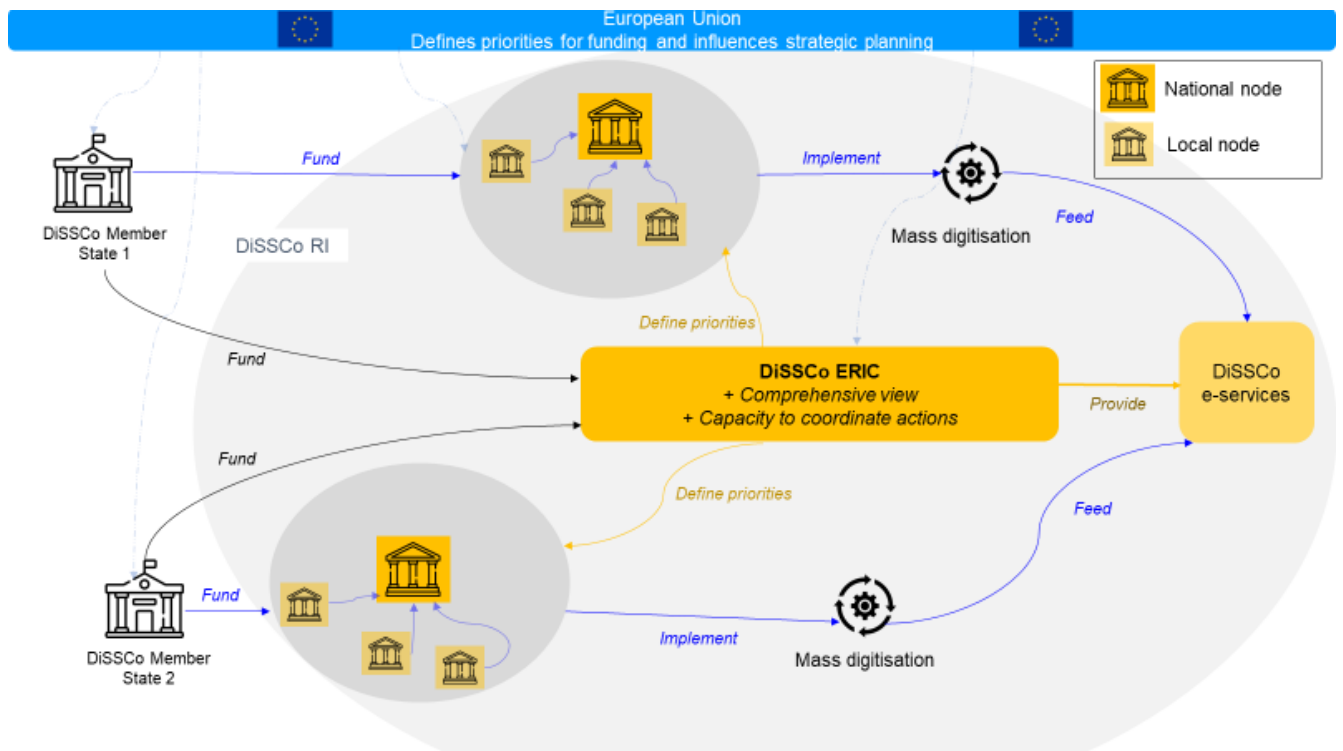 European Union
Defines priorities for funding and influences strategic planning
National node
Local node
Fund
Implement
DiSSCo Member
State 1
DiSSCo RI
Mass digitisation
Feed
Define priorities
Fund
DiSSCo ERIC
+ Comprehensive view
+ Capacity to coordinate actions
Provide
DiSSCo
e-services
Fund
Define priorities
Feed
Fund
Implement
DiSSCo Member
State 2
Mass digitisation